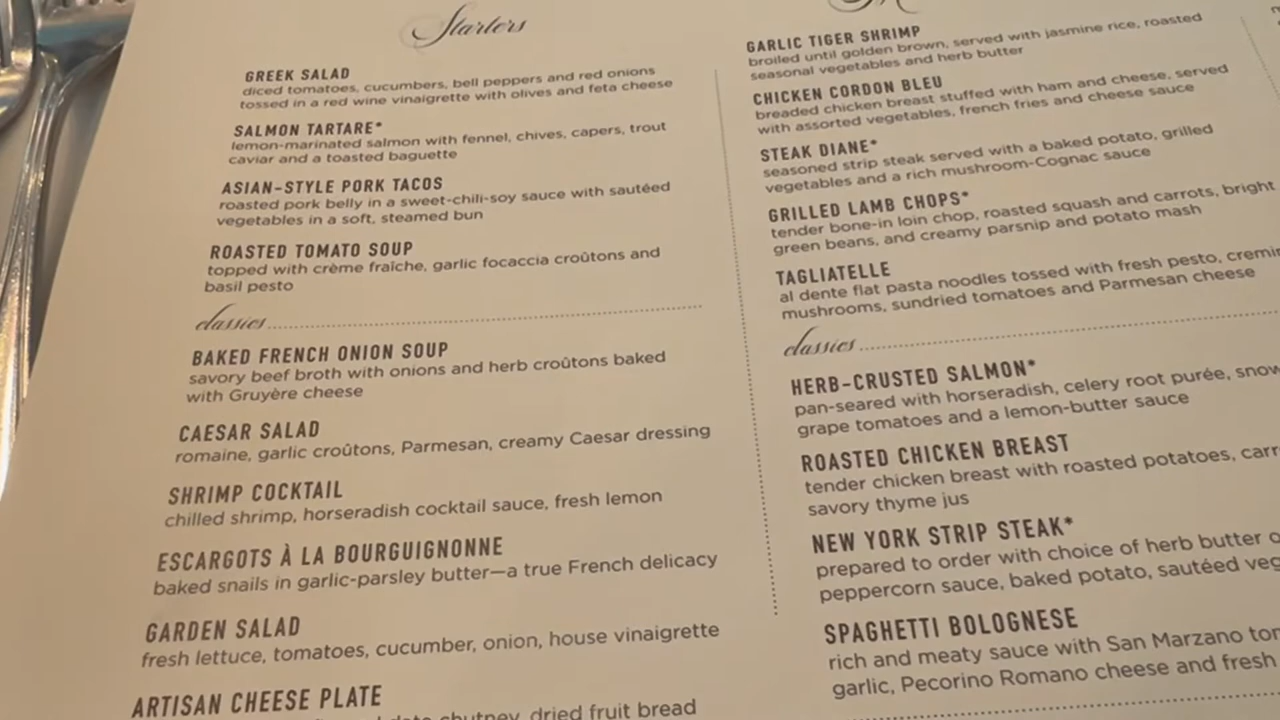 Starters
GREEK SALAD
diced tomatoes, cucumbers, bell peppers and red onions
tossed in a red wine vinaigrette with olives and feta cheese
SALMON TARTARE*
lemon-marinated salmon with fennel, chives, capers, trout
caviar and a toasted baguette
ASIAN-STYLE PORK TACOS
roasted pork belly in a sweet-chili-soy sauce with sautéed
vegetables in a soft, steamed bun
ROASTED TOMATO SOUP
topped with crème fraîche, garlic focaccia croûtons and
basil pesto
classics
BAKED FRENCH ONION SOUP
savory beef broth with onions and herb croûtons baked
with Gruyère cheese
CAESAR SALAD
romaine, garlic croûtons, Parmesan, creamy Caesar dressing
SHRIMP COCKTAIL
chilled shrimp, horseradish cocktail sauce, fresh lemon
ESCARGOTS À LA BOURGUIGNONNE
baked snails in garlic-parsley butter—a true French delicacy
GARDEN SALAD
fresh lettuce, tomatoes, cucumber, onion, house vinaigrette
ARTISAN CHEESE PLATE
chutney, dried fruit bread
GARLIC TIGER SHRIMP
broiled until golden brown, served with jasmine rice, roasted
seasonal vegetables and herb butter
CHICKEN CORDON BLEU
breaded chicken breast stuffed with ham and cheese, served
with assorted vegetables, french fries and cheese sauce
STEAK DIANE*
seasoned strip steak served with a baked potato, grilled
vegetables and a rich mushroom-Cognac sauce
GRILLED LAMB CHOPS*
tender bone-in loin chop, roasted squash and carrots, bright
green beans, and creamy parsnip and potato mash
TAGLIATELLE
al dente flat pasta noodles tossed with fresh pesto,
mushrooms, sundried tomatoes and Parmesan cheese
classics
HERB-CRUSTED SALMON*
pan-seared with horseradish, celery root purée, snow
grape tomatoes and a lemon-butter sauce
ROASTED CHICKEN BREAST
tender chicken breast with roasted potatoes,
savory thyme jus
NEW YORK STRIP STEAK*
prepared to order with choice of herb butter
peppercorn sauce, baked potato, sautéed
SPAGHETTI BOLOGNESE
rich and meaty sauce with San Marzano
garlic, Pecorino Romano cheese and fresh